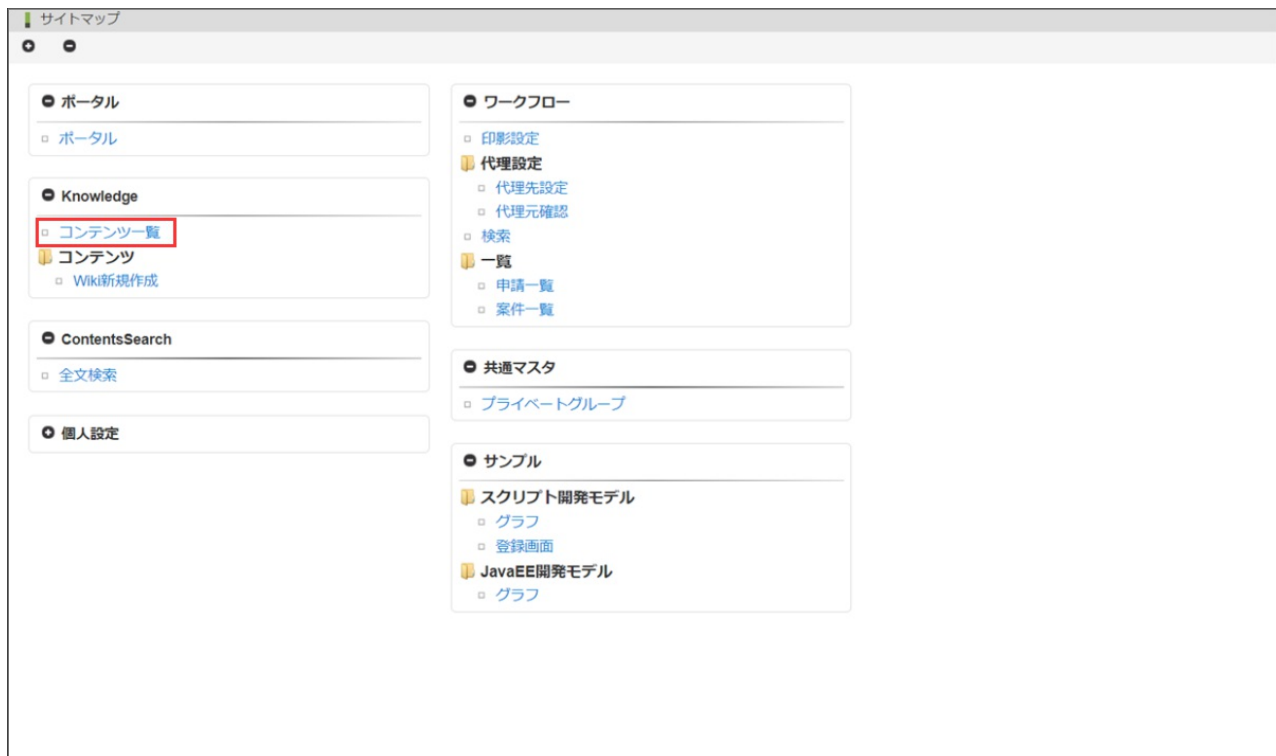 サイトマップ
ポータル
ポータル
Knowledge
コンテンツ一覧
コンテンツ
Wiki新規作成
ContentsSearch
全文検索
個人設定
ワークフロー
印影設定
代理設定
代理先設定
代理元確認
検索
一覧
申請一覧
案件一覧
共通マスタ
プライベートグループ
サンプル
スクリプト開発モデル
グラフ
登録画面
JavaEE開発モデル
グラフ